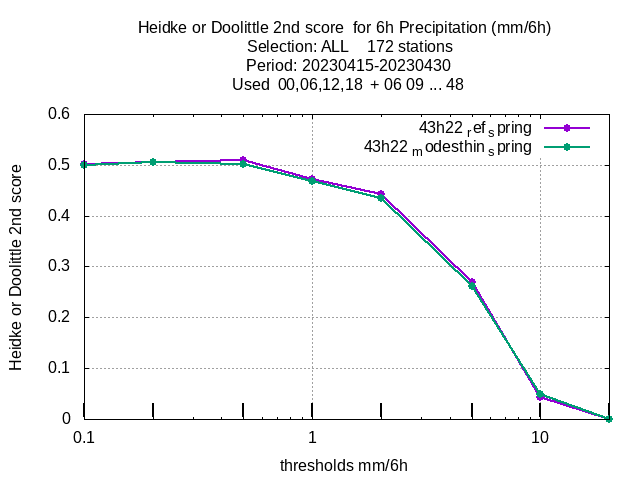 Heidke or Doolittle 2nd score  for 6h Precipitation (mm/6h)
Selection: ALL    172 stations
Period: 20230415-20230430
Used  00,06,12,18  + 06 09 ... 48
43h22 ref spring
43h22 modesthin spring
0.6
0.5
0.4
0.3
0.2
0.1
0
Heidke or Doolittle 2nd score
0.1 1 10
thresholds mm/6h